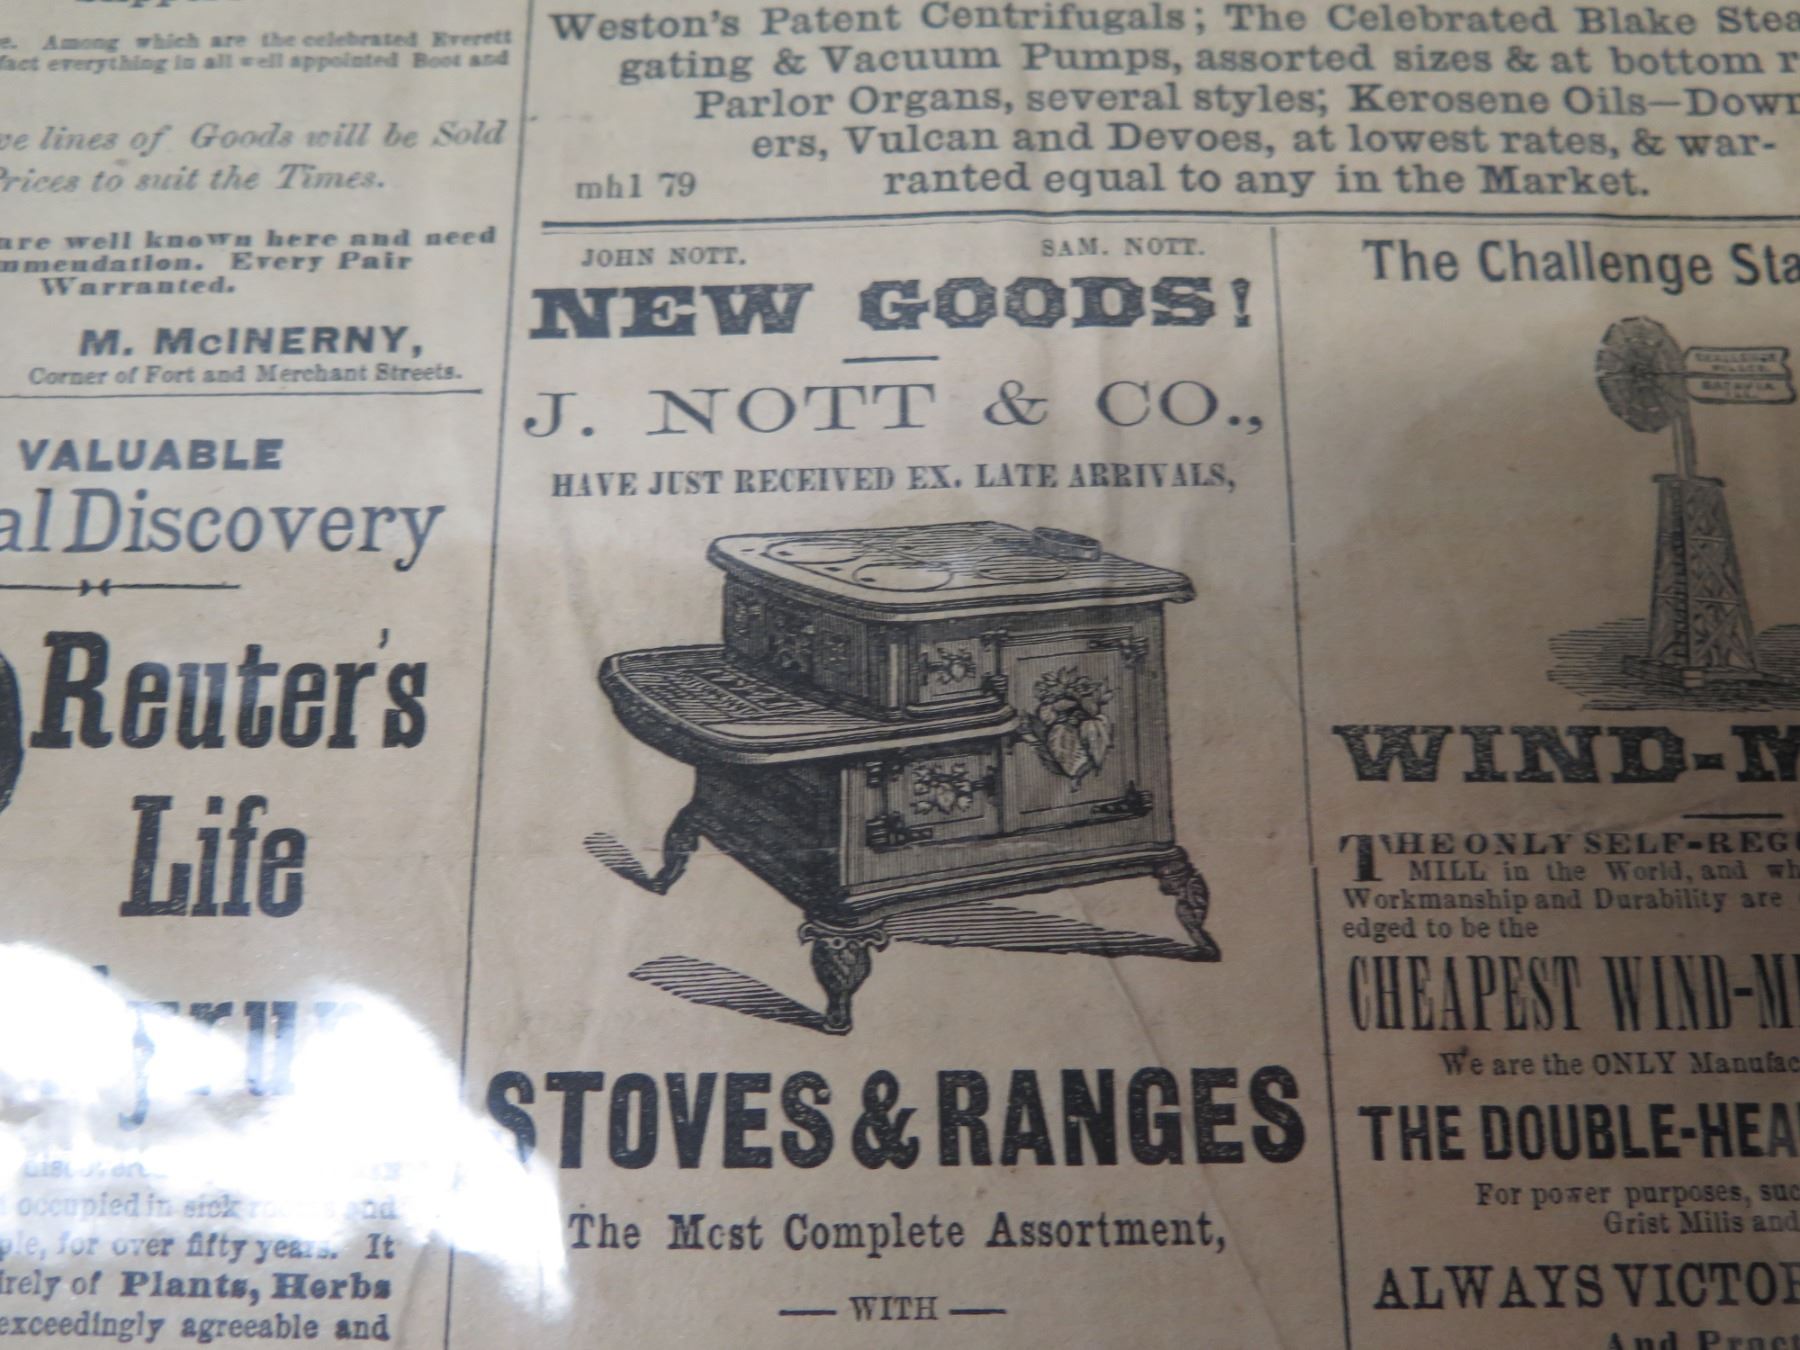 Among which are the celebrated Everett
fact everything in all well appointed Boot and
lines of Goods will be Sold
Prices to suit the Times.
are well known here and need
Every Pair
Warranted.
M. McINERNY,
Corner of Fort and Merchant Streets.
VALUABLE
Discovery
Reuter's
Life
occupied in sick and
for over fifty years. It
of Plants, Herbs
exceedingly agreeable and
Weston's Patent Centrifugals; The Celebrated Blake
gating & Vacuum Pumps, assorted sizes & at bottom
Parlor Organs, several styles; Kerosene Oils—Down
ers, Vulcan and Devoes, at lowest rates, & war-
mh1 79 ranted equal to any in the Market.
JOHN NOTT. SAM. NOTT.
NEW GOODS!
J. NOTT & CO.,
HAVE JUST RECEIVED EX. LATE ARRIVALS,
STOVES & RANGES
The Mcst Complete Assortment,
— WITH —
The Challenge
CHALLENGE
BATAVIA
WIND-M
THE ONLY SELF-REG
MILL in the World, and
Workmanship and Durability are
edged to be the
CHEAPEST WIND-MI
We are the ONLY Manufac
THE DOUBLE-HEA
For power purposes, suc
Grist Mills and
ALWAYS VICTO
And Pract